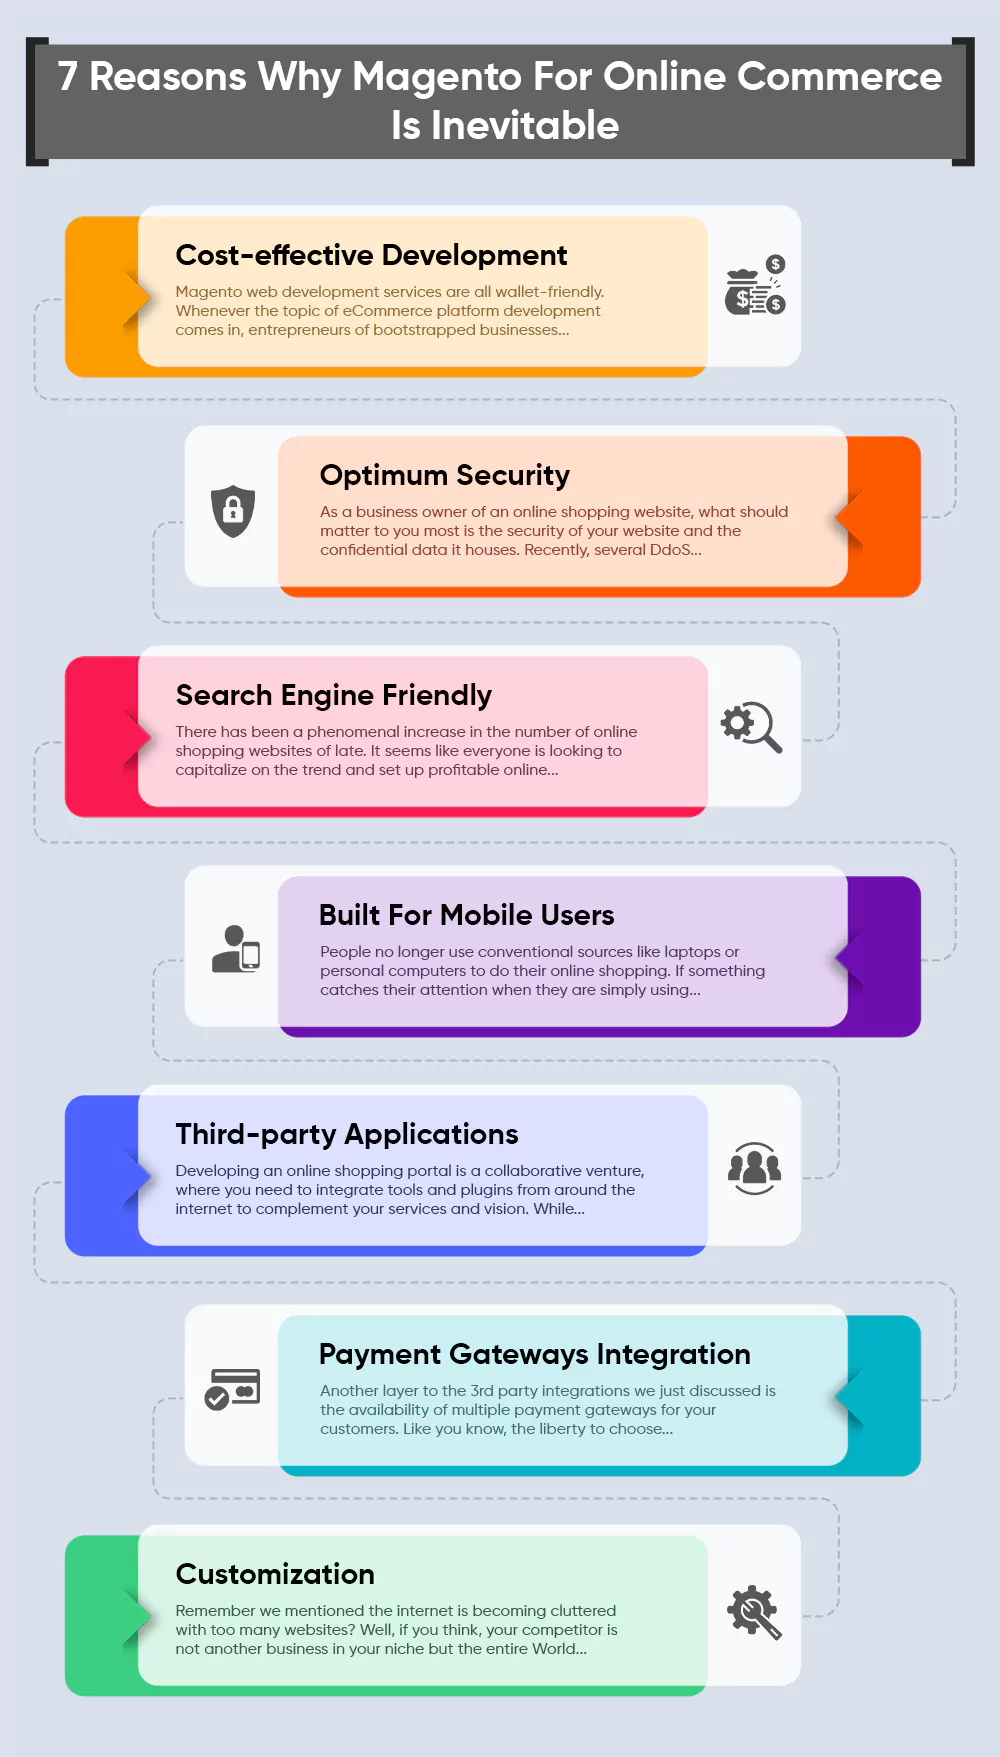 7 Reasons Why Magento For Online Commerce
Is Inevitable
Cost-effective Development
Magento web development services are all wallet-friendly.
Whenever the topic of eCommerce platform development
comes in, entrepreneurs of bootstrapped businesses...
$
$
$
Optimum Security
As a business owner of an online shopping website, what should
matter to you most is the security of your website and the
confidential data it houses. Recently, several DdoS...
Search Engine Friendly
There has been a phenomenal increase in the number of online
shopping websites of late. It seems like everyone is looking to
capitalize on the trend and set up profitable online...
Built For Mobile Users
People no longer use conventional sources like laptops or
personal computers to do their online shopping. If something
catches their attention when they are simply using...
Third-party Applications
Developing an online shopping portal is a collaborative venture,
where you need to integrate tools and plugins from around the
internet to complement your services and vision. While...
Payment Gateways Integration
Another layer to the 3rd party integrations we just discussed is
the availability of multiple payment gateways for your
customers. Like you know, the liberty to choose...
Customization
Remember we mentioned the internet is becoming cluttered
with too many websites? Well, if you think, your competitor is
not another business in your niche but the entire World...